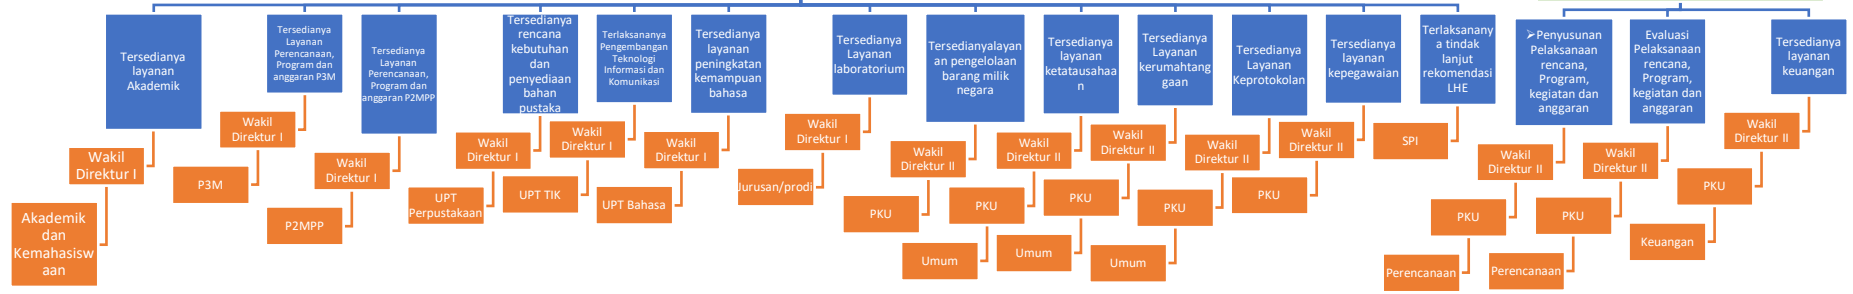 Tersedianya
layanan
Akademik
Wakil
Direktur I
Akademik
dan
Kemahasisw
aan
Tersedianya
Layanan
Perencanaan,
Program dan
anggaran P3M
Wakil
Direktur I
P3M
Tersedianya
Layanan
Perencanaan,
Program dan
anggaran P2MPP
Wakil
Direktur I
P2MPP
Tersedianya
rencana
kebutuhan
dan
penyediaan
bahan
pustaka
Wakil
Direktur I
UPT
Perpustakaan
Terlaksananya
Pengembangan
Teknologi
Informasi dan
Komunikasi
Wakil
Direktur I
UPT TIK
Tersedianya
layanan
peningkatan
kemampuan
bahasa
Wakil
Direktur I
UPT Bahasa
Tersedianya
Layanan
laboratorium
Wakil
Direktur I
Jurusan/prodi
Tersedianyalayan
an pengelolaan
barang milik
negara
Wakil
Direktur II
PKU
Tersedianya
layanan
ketatausahaa
n
Wakil
Direktur II
PKU
Umum
Tersedianya
Layanan
kerumahtang
gaan
Wakil
Direktur II
PKU
Umum
Tersedianya
Layanan
Keprotokolan
Wakil
Direktur II
PKU
Umum
Tersedianya
layanan
kepegawaian
Wakil
Direktur II
PKU
Terlaksanany
a tindak
lanjut
rekomendasi
LHE
SPI
➢Penyusunan
Pelaksanaan
rencana,
Program,
kegiatan dan
anggaran
Wakil
Direktur II
PKU
Perencanaan
Evaluasi
Pelaksanaan
rencana,
Program,
kegiatan dan
anggaran
Wakil
Direktur II
PKU
Perencanaan
Tersedianya
layanan
keuangan
Wakil
Direktur II
PKU
Keuangan